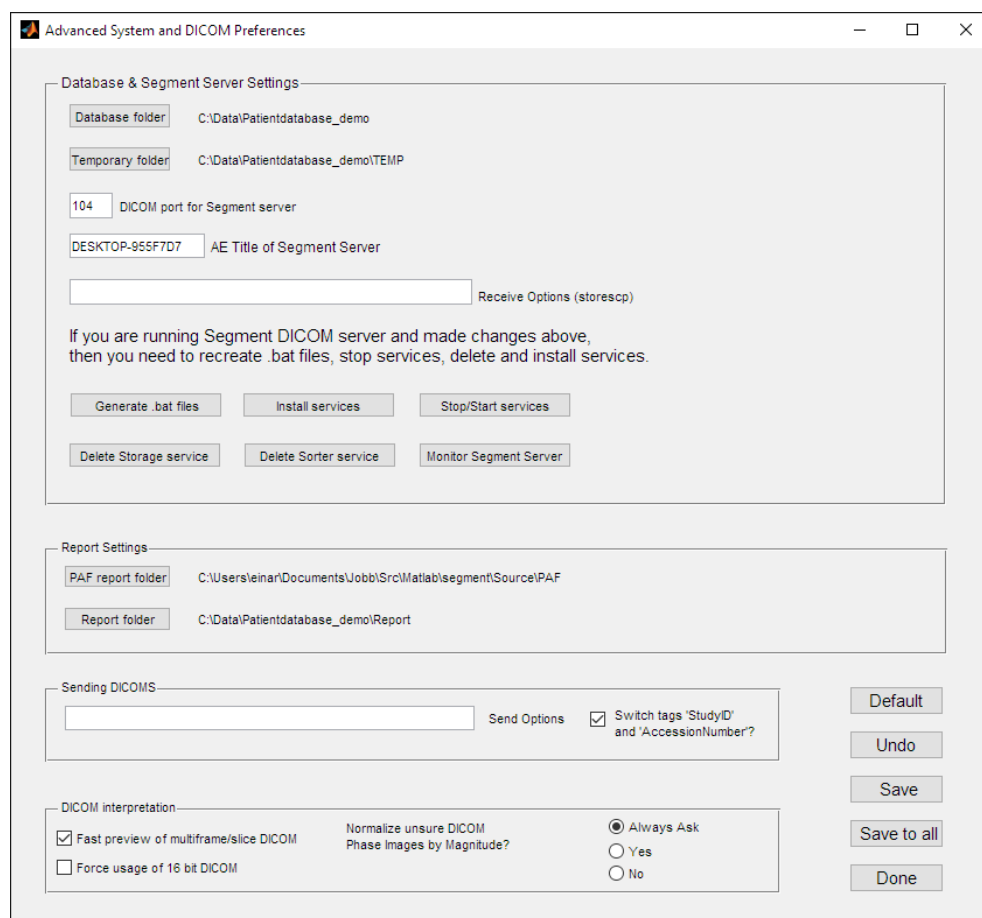 Advanced System and DICOM Preferences
Database & Segment Server Settings
Database folder C:\Data\Patientdatabase_demo
Temporary folder C:\Data\Patientdatabase_demo\TEMP
104 DICOM port for Segment server
DESKTOP-955F7D7 AE Title of Segment Server
Receive Options (storescp)
If you are running Segment DICOM server and made changes above,
then you need to recreate .bat files, stop services, delete and install services.
Generate .bat files Install services Stop/Start services
Delete Storage service Delete Sorter service Monitor Segment Server
Report Settings
PAF report folder C:\Users\einar\Documents\Jobb\Src\Matlab\segment\Source\PAF
Report folder C:\Data\Patientdatabase_demo\Report
Sending DICOMS
Send Options Switch tags 'StudyID'
and 'AccessionNumber'?
Default
Undo
Save
Save to all
Done
DICOM interpretation
Fast preview of multiframe/slice DICOM
Force usage of 16 bit DICOM
Normalize unsure DICOM
Phase Images by Magnitude?
Always Ask
Yes
No